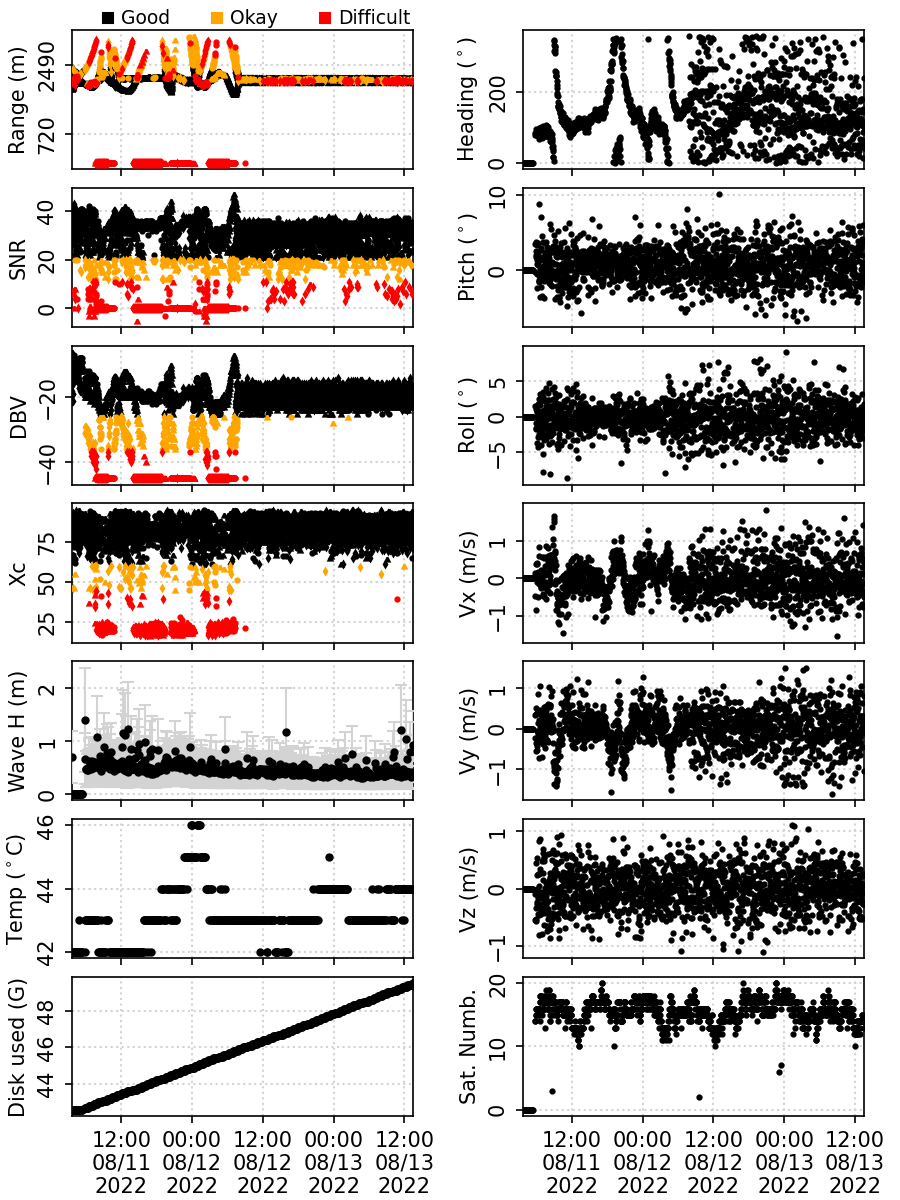 Good Okay Difficult
Range (m)
2490
720
Heading (°)
200
0
SNR
40
20
0
Pitch (°)
10
0
DBV
−20
−40
Roll (°)
5
0
−5
Xc
75
50
25
Vx (m/s)
1
0
−1
Wave H (m)
2
1
0
Vy (m/s)
1
0
−1
Temp (°C)
46
44
42
Vz (m/s)
1
0
−1
Disk used (G)
48
46
44
Sat. Numb.
20
10
0
12:00 00:00 12:00 00:00 12:00
08/11 08/12 08/12 08/13 08/13
2022 2022 2022 2022 2022
12:00 00:00 12:00 00:00 12:00
08/11 08/12 08/12 08/13 08/13
2022 2022 2022 2022 2022